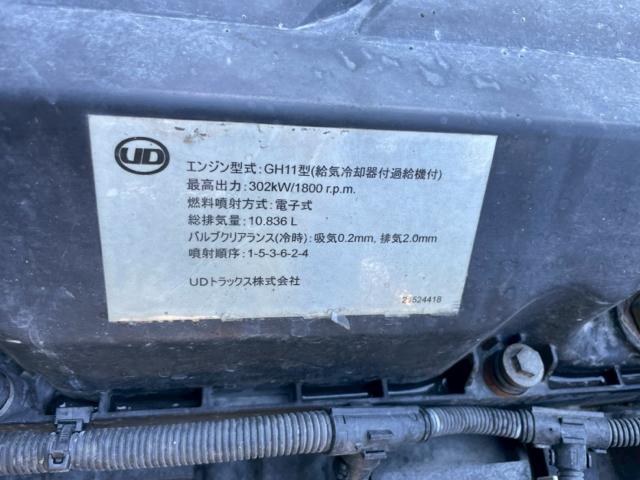 UD
エンジン型式:GH11型(給気冷却器付過給機付)
最高出力:302kW/1800 r.p.m.
燃料噴射方式:電子式
総排気量:10.836 L
バルブクリアランス(冷時):吸気0.2mm, 排気2.0mm
噴射順序:1-5-3-6-2-4
UDトラックス株式会社